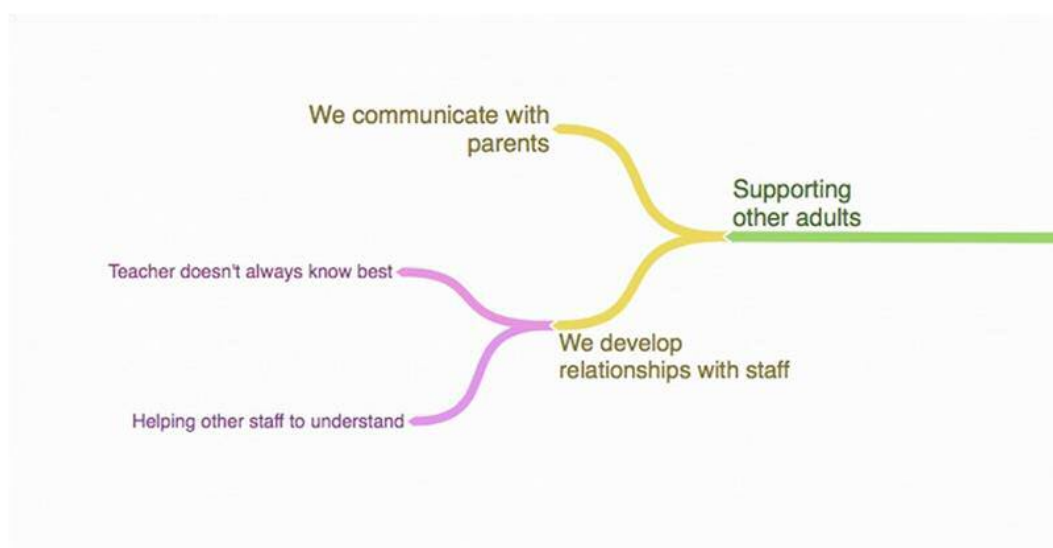 We communicate with
parents
Supporting
other adults
Teacher doesn't always know best
We develop
relationships with staff
Helping other staff to understand